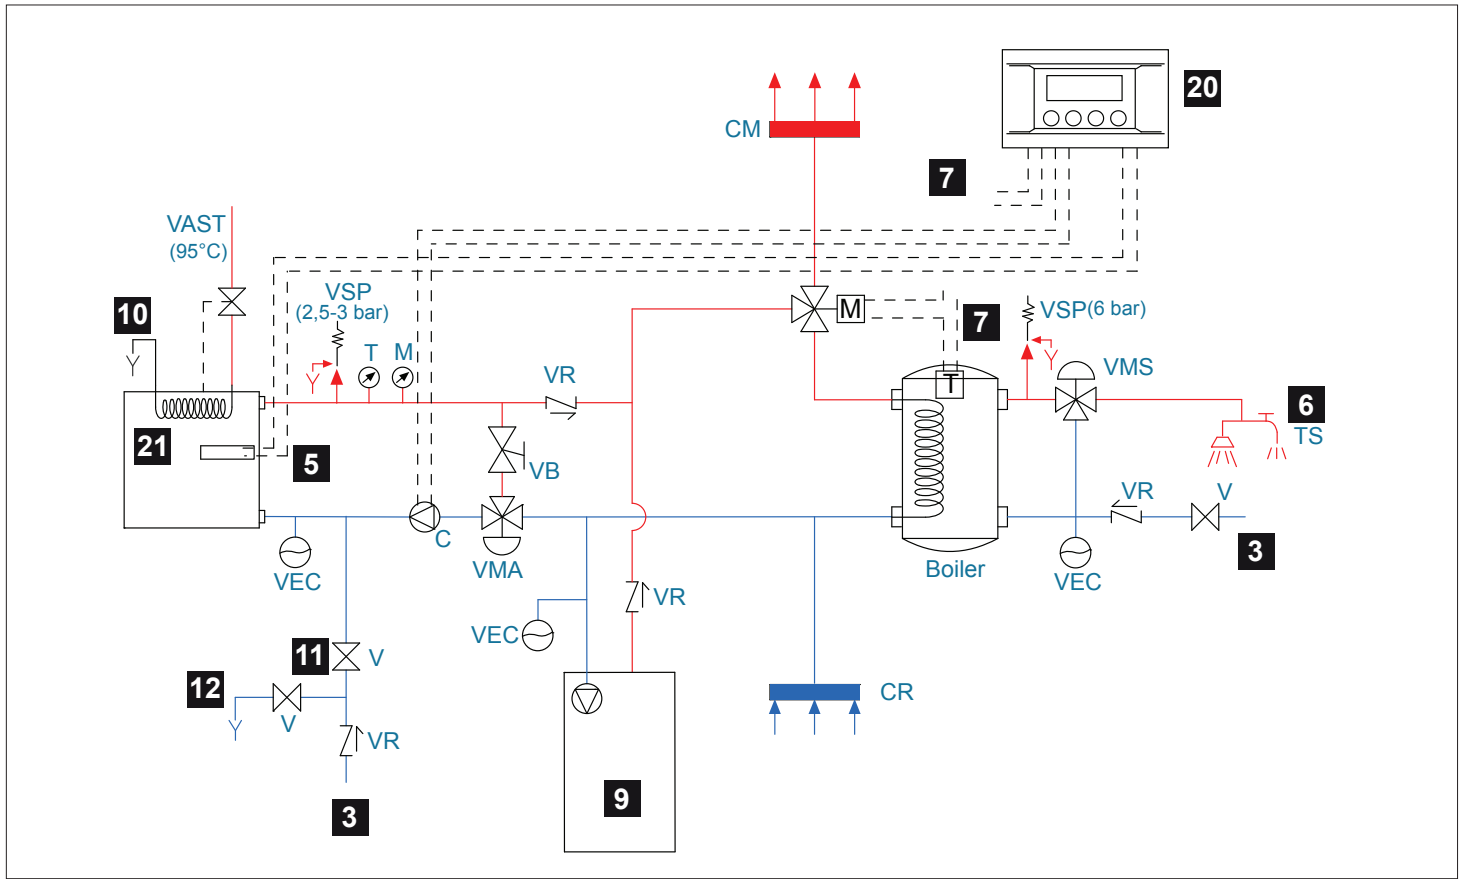 20
CM
7
VAST
(95°C)
VSP
(2,5-3 bar)
10
T
M
VR
M
7
VSP(6 bar)
VMS
T
6
TS
21
5
VB
VR
V
C
VMA
VEC
Boiler
VEC
3
VR
VEC
11
V
12
V
VR
CR
9
3